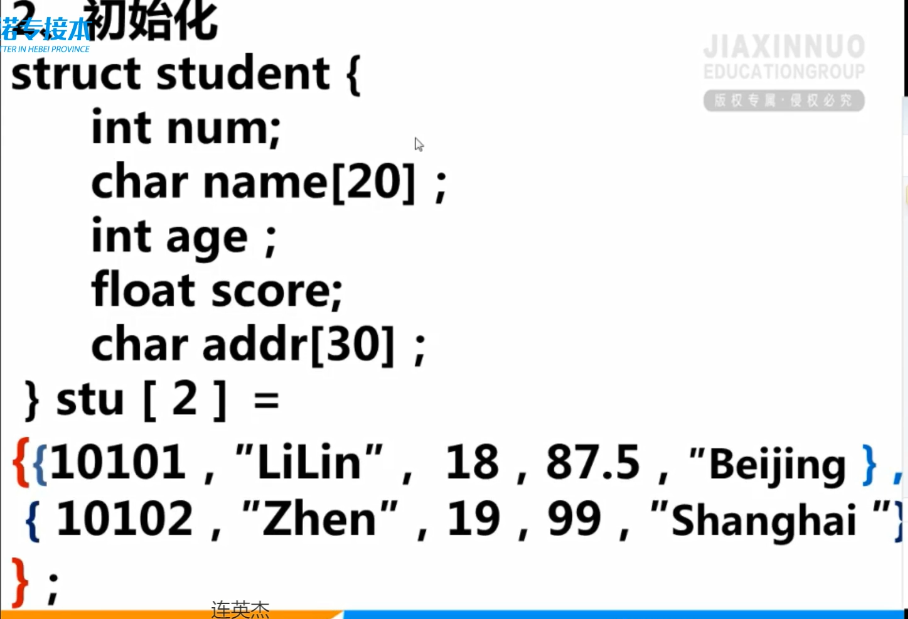 2、初始化
诺专接本
TER IN HEBEI PROVINCE
JIAXINNUO
EDUCATIONGROUP
版权专属·侵权必究
struct student {
int num;
char name[20] ;
int age ;
float score;
char addr[30] ;
} stu [ 2 ] =
{{10101 , ″LiLin″ , 18 , 87.5 , ″Beijing } ,
{ 10102 , ″Zhen″ , 19 , 99 , ″Shanghai ″}
} ;
连英杰